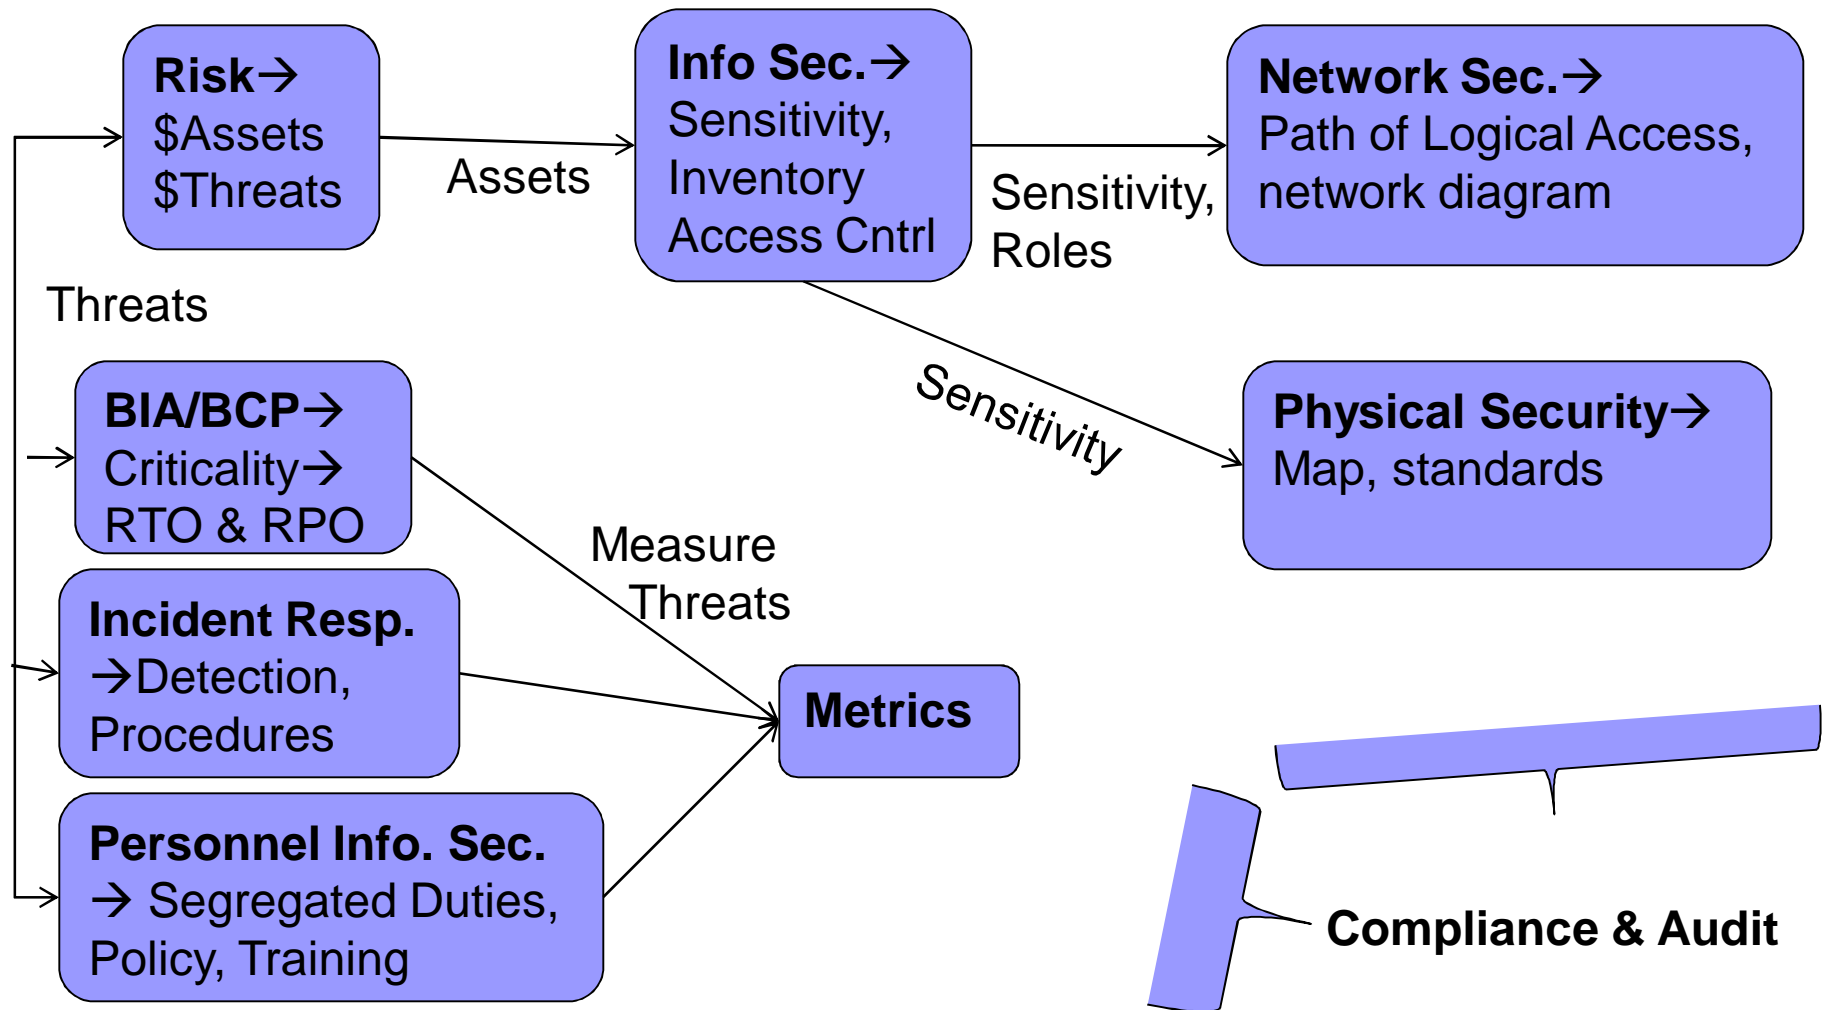 Risk→
$Assets
$Threats
Assets
Info Sec.→
Sensitivity,
Inventory
Access Cntrl
Sensitivity,
Roles
Network Sec.→
Path of Logical Access,
network diagram
Threats
BIA/BCP→
Criticality→
RTO & RPO
Sensitivity
Physical Security→
Map, standards
Measure
Threats
Incident Resp.
→Detection,
Procedures
Metrics
Personnel Info. Sec.
→ Segregated Duties,
Policy, Training
Compliance & Audit